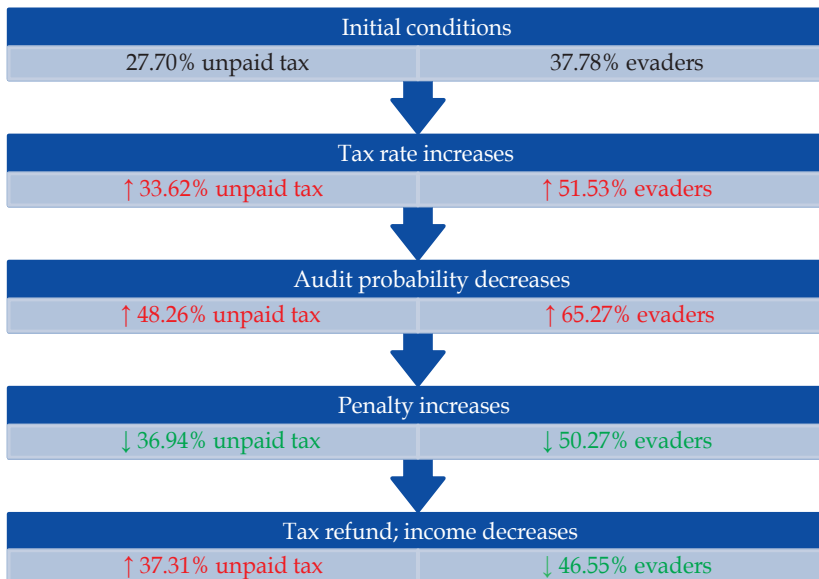 Initial conditions
27.70% unpaid tax 37.78% evaders
Tax rate increases
↑ 33.62% unpaid tax ↑ 51.53% evaders
Audit probability decreases
↑ 48.26% unpaid tax ↑ 65.27% evaders
Penalty increases
↓ 36.94% unpaid tax ↓ 50.27% evaders
Tax refund; income decreases
↑ 37.31% unpaid tax ↓ 46.55% evaders